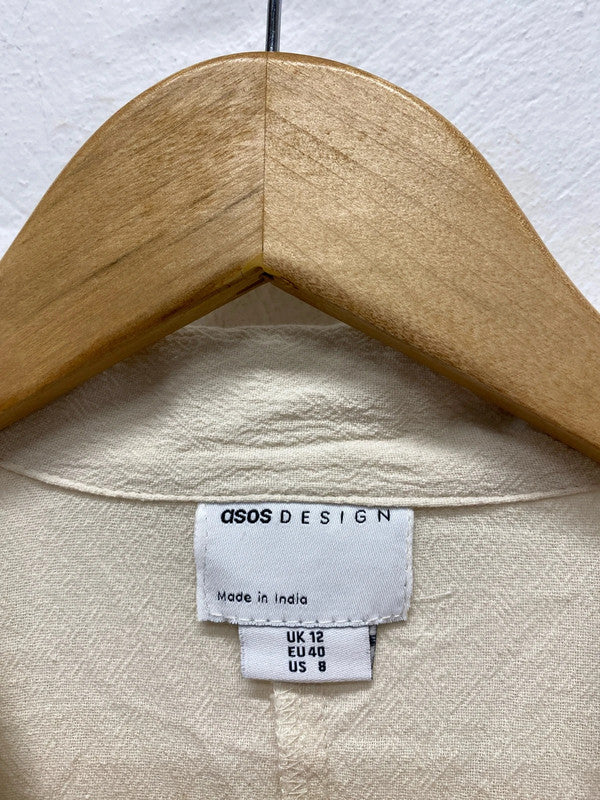 asos DESIGN
Made in India
UK 12
EU 40
US 8